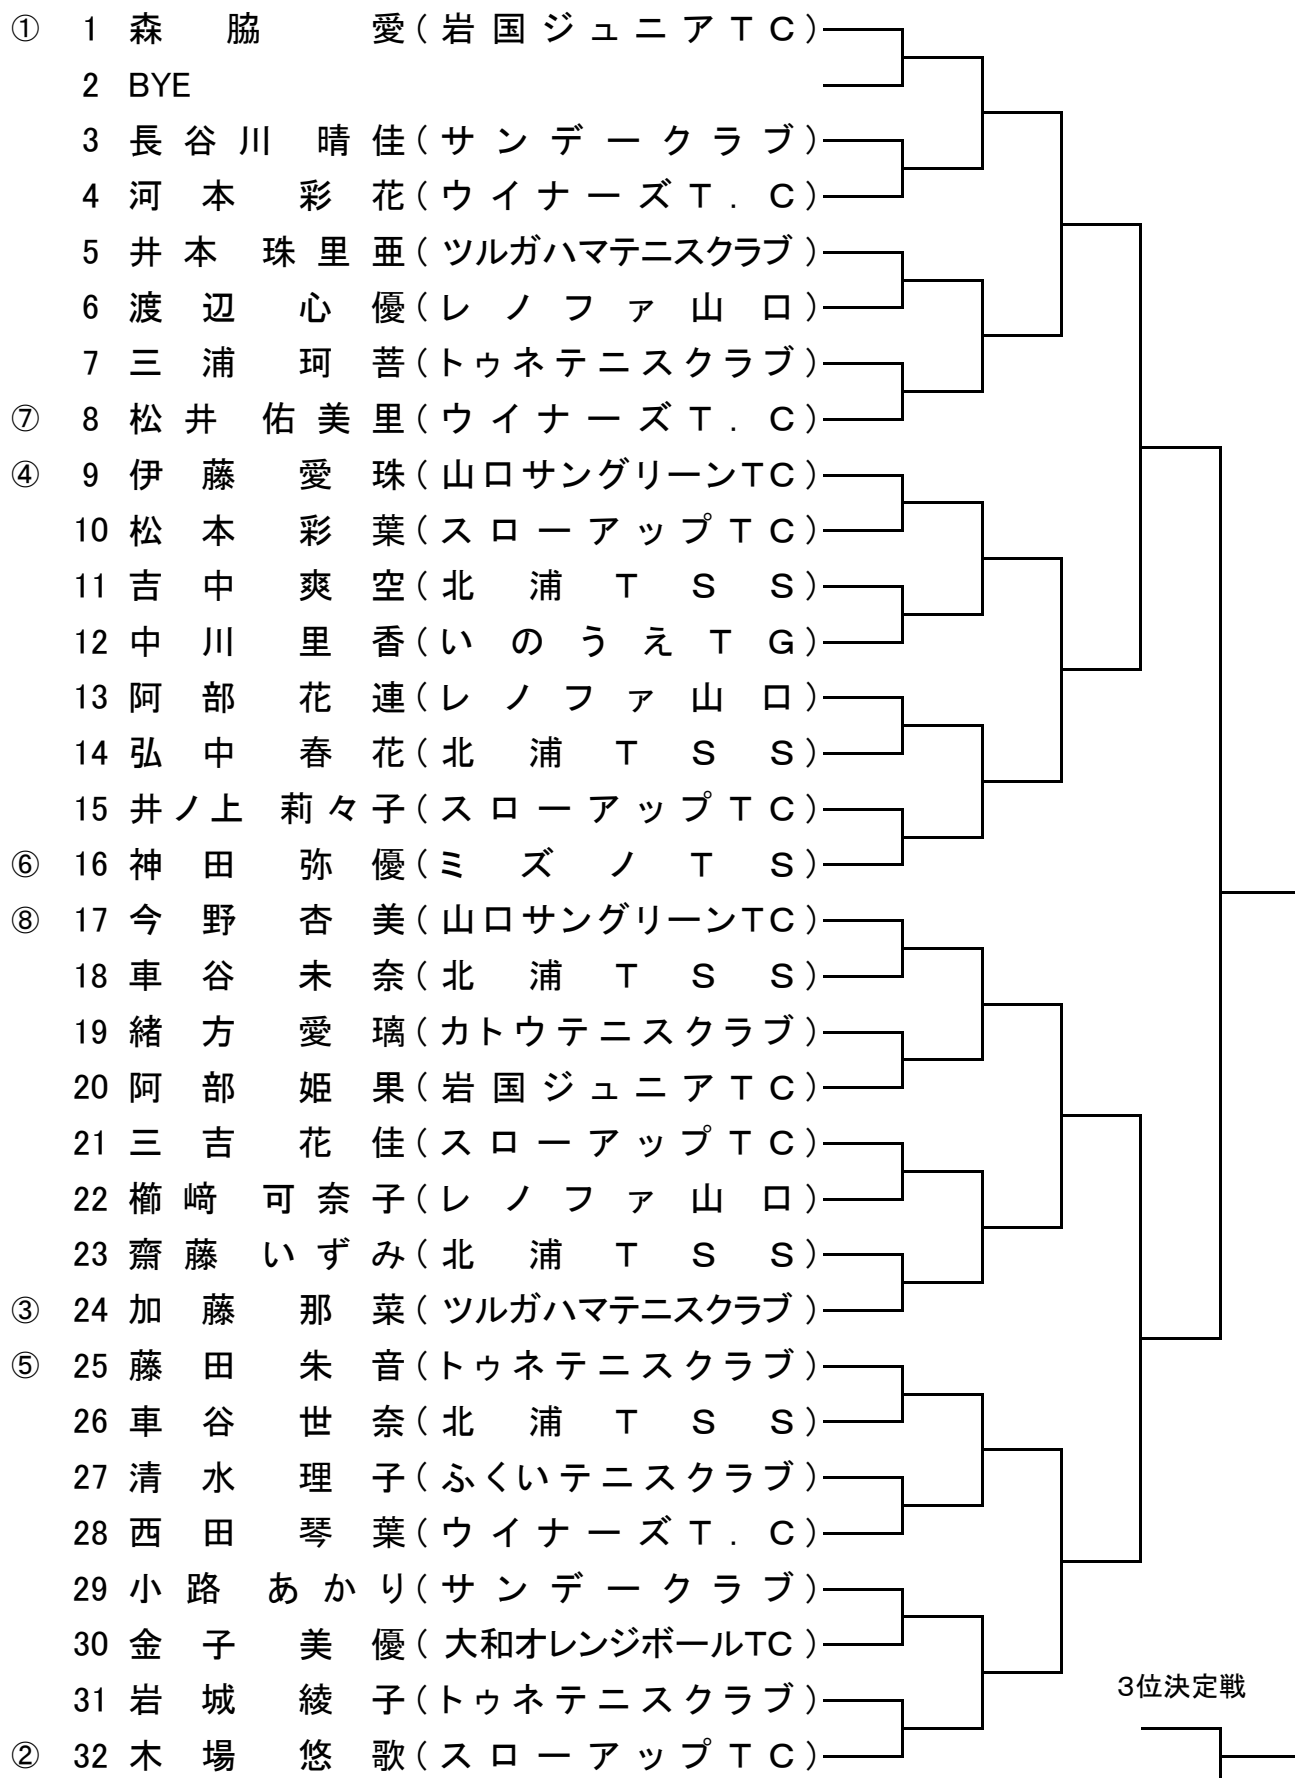 ① 1 森脇 愛(岩国ジュニアTC)
2 BYE
3 長谷川 晴佳(サンデークラブ)
4 河本 彩花(ウイナーズT.C)
5 井本 珠里亜(ツルガハマテニスクラブ)
6 渡辺 心優(レノファ山口)
7 三浦 珂菩(トゥネテニスクラブ)
⑦ 8 松井 佑美里(ウイナーズT.C)
④ 9 伊藤 愛珠(山口サングリーンTC)
10 松本 彩葉(スローアップTC)
11 吉中 爽空(北浦TSS)
12 中川 里香(いのうえTG)
13 阿部 花連(レノファ山口)
14 弘中 春花(北浦TSS)
15 井ノ上 莉々子(スローアップTC)
⑥ 16 神田 弥優(ミズノTS)
⑧ 17 今野 杏美(山口サングリーンTC)
18 車谷 未奈(北浦TSS)
19 緒方 愛璃(カトウテニスクラブ)
20 阿部 姫果(岩国ジュニアTC)
21 三吉 花佳(スローアップTC)
22 櫛﨑 可奈子(レノファ山口)
23 齋藤 いずみ(北浦TSS)
③ 24 加藤 那菜(ツルガハマテニスクラブ)
⑤ 25 藤田 朱音(トゥネテニスクラブ)
26 車谷 世奈(北浦TSS)
27 清水 理子(ふくいテニスクラブ)
28 西田 琴葉(ウイナーズT.C)
29 小路 あかり(サンデークラブ)
30 金子 美優(大和オレンジボールTC)
31 岩城 綾子(トゥネテニスクラブ)
② 32 木場 悠歌(スローアップTC)
3位決定戦